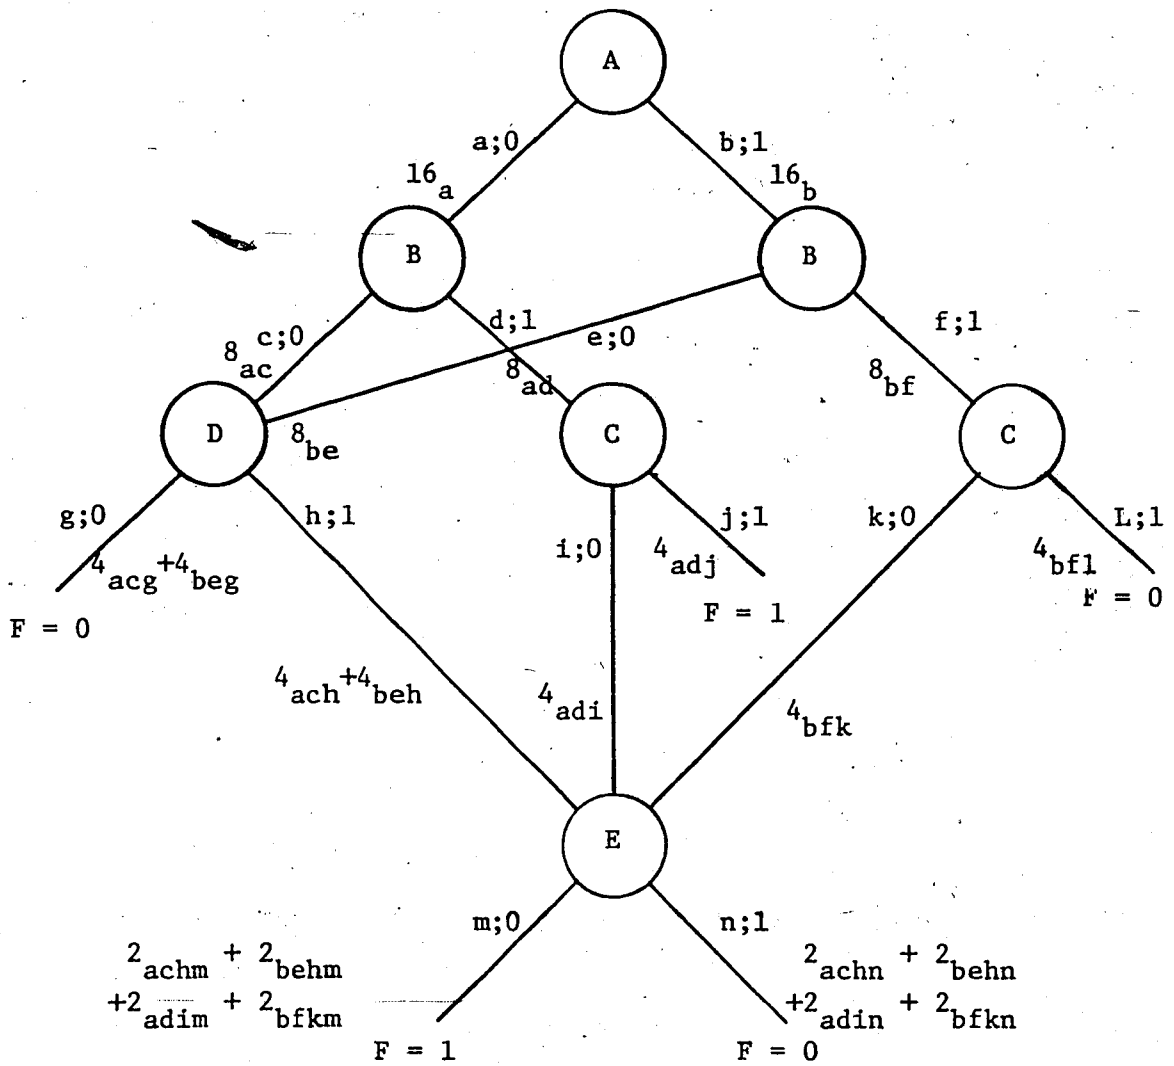 A
a;0 b;1
16a 16b
B B
c;0 d;1 e;0 f;1
8ac 8ad 8bf
D 8be C C
g;0 h;1 i;0 j;1 k;0 L;1
4acg+4beg 4adj 4bfl
F = 0 F = 1 F = 0
4ach+4beh 4adi 4bfk
E
m;0 n;1
2achm + 2behm 2achn + 2behn
+2adim + 2bfkm +2adin + 2bfkn
F = 1 F = 0